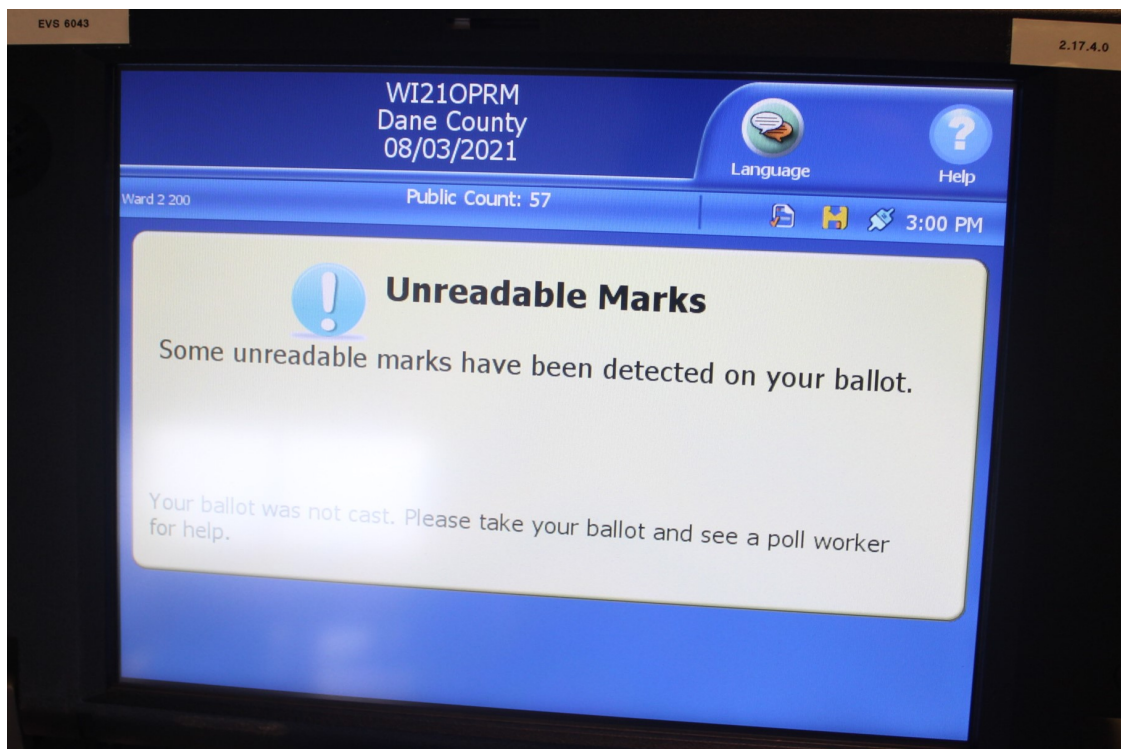 EVS 6043
2.17.4.0
WI21OPRM
Dane County
08/03/2021
Language
Help
Ward 2 200
Public Count: 57
3:00 PM
Unreadable Marks
Some unreadable marks have been detected on your ballot.
Your ballot was not cast. Please take your ballot and see a poll worker
for help.